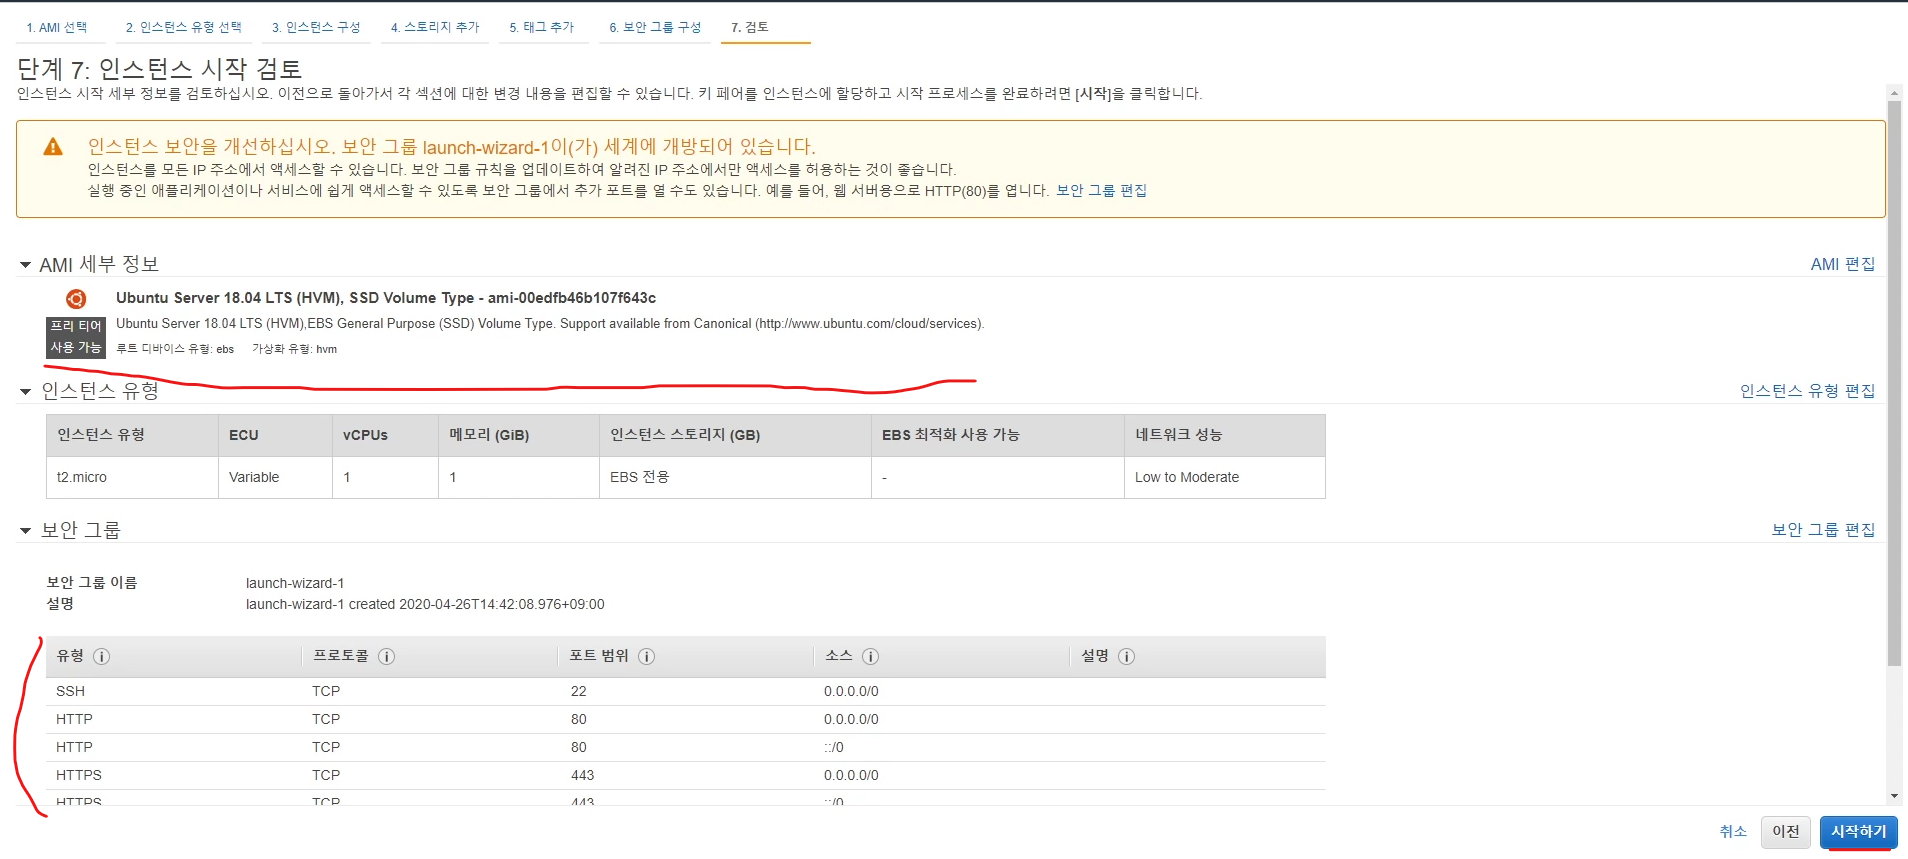 1. AMI 선택 2. 인스턴스 유형 선택 3. 인스턴스 구성 4. 스토리지 추가 5. 태그 추가 6. 보안 그룹 구성 7. 검토
단계 7: 인스턴스 시작 검토
인스턴스 시작 세부 정보를 검토하십시오. 이전으로 돌아가서 각 섹션에 대한 변경 내용을 편집할 수 있습니다. 키 페어를 인스턴스에 할당하고 시작 프로세스를 완료하려면 [시작]을 클릭합니다.
인스턴스 보안을 개선하십시오. 보안 그룹 launch-wizard-1이(가) 세계에 개방되어 있습니다.
인스턴스를 모든 IP 주소에서 액세스할 수 있습니다. 보안 그룹 규칙을 업데이트하여 알려진 IP 주소에서만 액세스를 허용하는 것이 좋습니다.
실행 중인 애플리케이션이나 서비스에 쉽게 액세스할 수 있도록 보안 그룹에서 추가 포트를 열 수도 있습니다. 예를 들어, 웹 서버용으로 HTTP(80)를 엽니다. 보안 그룹 편집
AMI 세부 정보 AMI 편집
Ubuntu Server 18.04 LTS (HVM), SSD Volume Type - ami-00edfb46b107f643c
프리 티어 Ubuntu Server 18.04 LTS (HVM),EBS General Purpose (SSD) Volume Type. Support available from Canonical (http://www.ubuntu.com/cloud/services).
사용 가능 루트 디바이스 유형: ebs 가상화 유형: hvm
인스턴스 유형 인스턴스 유형 편집
인스턴스 유형 ECU vCPUs 메모리 (GiB) 인스턴스 스토리지 (GB) EBS 최적화 사용 가능 네트워크 성능
t2.micro Variable 1 1 EBS 전용 - Low to Moderate
보안 그룹 보안 그룹 편집
보안 그룹 이름 launch-wizard-1
설명 launch-wizard-1 created 2020-04-26T14:42:08.976+09:00
유형 프로토콜 포트 범위 소스 설명
SSH TCP 22 0.0.0.0/0
HTTP TCP 80 0.0.0.0/0
HTTP TCP 80 ::/0
HTTPS TCP 443 0.0.0.0/0
HTTPS TCP 443 ::/0
취소 이전 시작하기